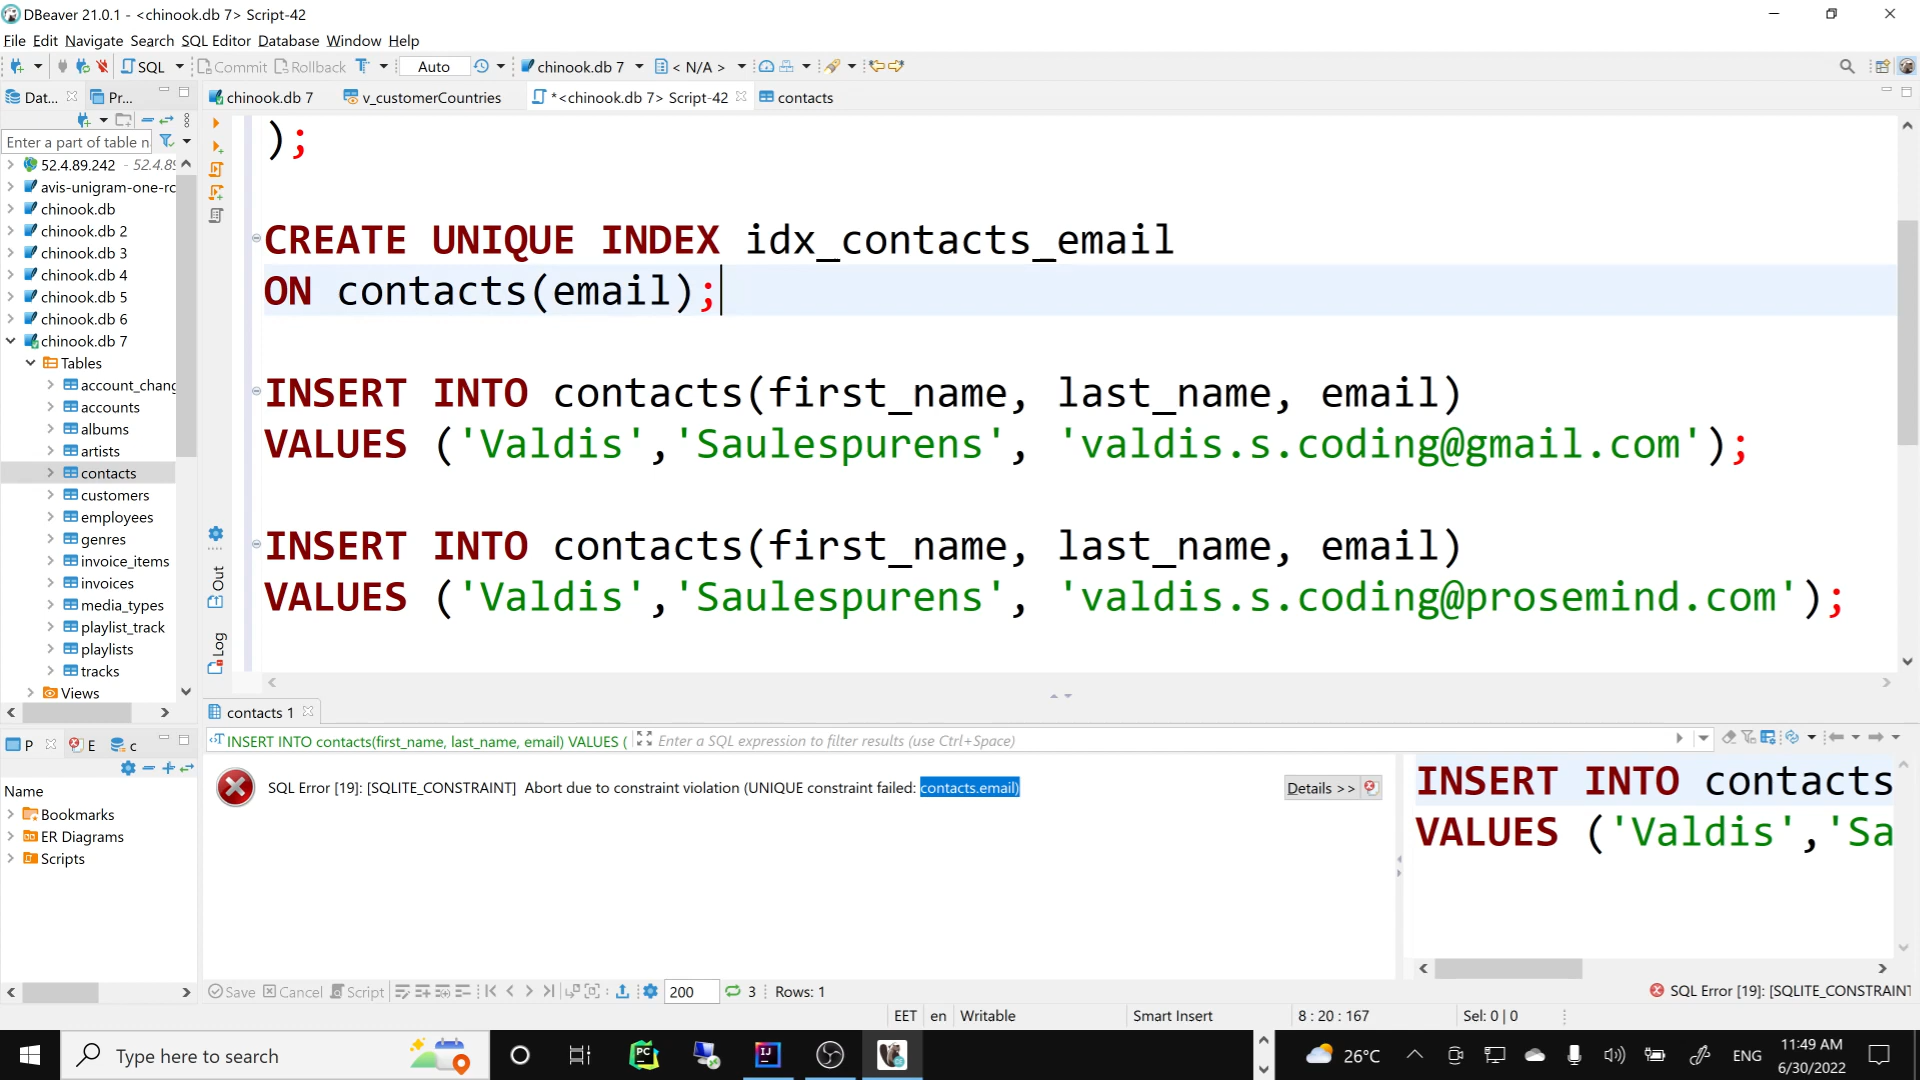 DBeaver 21.0.1 - <chinook.db 7> Script-42
File Edit Navigate Search SQL Editor Database Window Help
SQL Commit Rollback Auto chinook.db 7 < N/A >
Dat... Pr... chinook.db 7 v_customerCountries *<chinook.db 7> Script-42 contacts
Enter a part of table n
52.4.89.242 - 52.4.89
avis-unigram-one-ro
chinook.db
chinook.db 2
chinook.db 3
chinook.db 4
chinook.db 5
chinook.db 6
chinook.db 7
Tables
account_chang
accounts
albums
artists
contacts
customers
employees
genres
invoice_items
invoices
media_types
playlist_track
playlists
tracks
Views
);
CREATE UNIQUE INDEX idx_contacts_email
ON contacts(email);
INSERT INTO contacts(first_name, last_name, email)
VALUES ('Valdis','Saulespurens', 'valdis.s.coding@gmail.com');
INSERT INTO contacts(first_name, last_name, email)
VALUES ('Valdis','Saulespurens', 'valdis.s.coding@prosemind.com');
Out
Log
contacts 1
P E c
INSERT INTO contacts(first_name, last_name, email) VALUES ( Enter a SQL expression to filter results (use Ctrl+Space)
Name
Bookmarks
ER Diagrams
Scripts
SQL Error [19]: [SQLITE_CONSTRAINT] Abort due to constraint violation (UNIQUE constraint failed: contacts.email)
Details >>
INSERT INTO contacts
VALUES ('Valdis','Sa
Save Cancel Script 200 3 Rows: 1
SQL Error [19]: [SQLITE_CONSTRAINT
EET en Writable Smart Insert 8 : 20 : 167 Sel: 0 | 0
Type here to search
PC IJ
26°C ENG
11:49 AM
6/30/2022